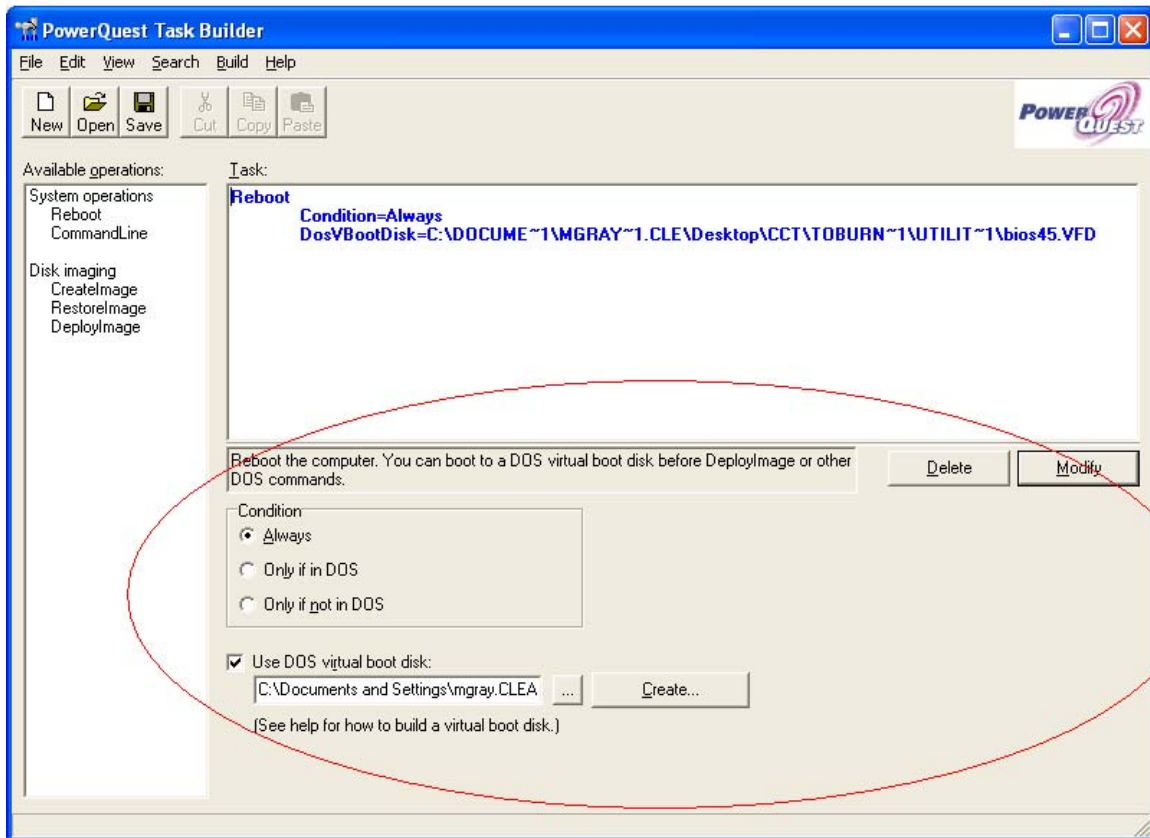 PowerQuest Task Builder
File Edit View Search Build Help
New Open Save Cut Copy Paste
POWERQUEST
Available operations:
Task:
System operations
Reboot
CommandLine
Disk imaging
CreateImage
RestoreImage
DeployImage
Reboot
Condition=Always
DosVBootDisk=C:\DOCUME~1\MGRAY~1.CLE\Desktop\CCT\TOBURN~1\UTILIT~1\bios45.VFD
Reboot the computer. You can boot to a DOS virtual boot disk before DeployImage or other
DOS commands.
Delete Modify
Condition
Always
Only if in DOS
Only if not in DOS
Use DOS virtual boot disk:
C:\Documents and Settings\mgray.CLEA ... Create...
(See help for how to build a virtual boot disk.)